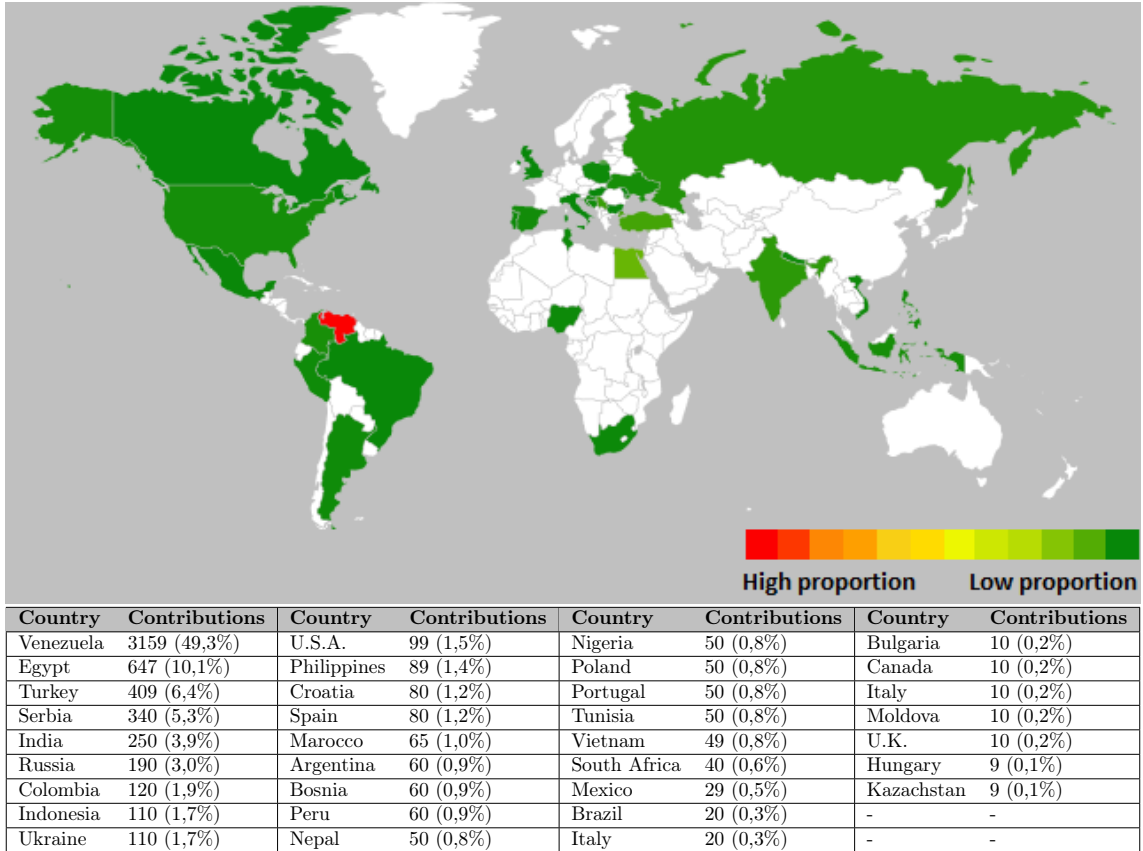 High proportion Low proportion
Country Contributions Country Contributions Country Contributions Country Contributions
Venezuela 3159 (49,3%) U.S.A. 99 (1,5%) Nigeria 50 (0,8%) Bulgaria 10 (0,2%)
Egypt 647 (10,1%) Philippines 89 (1,4%) Poland 50 (0,8%) Canada 10 (0,2%)
Turkey 409 (6,4%) Croatia 80 (1,2%) Portugal 50 (0,8%) Italy 10 (0,2%)
Serbia 340 (5,3%) Spain 80 (1,2%) Tunisia 50 (0,8%) Moldova 10 (0,2%)
India 250 (3,9%) Marocco 65 (1,0%) Vietnam 49 (0,8%) U.K. 10 (0,2%)
Russia 190 (3,0%) Argentina 60 (0,9%) South Africa 40 (0,6%) Hungary 9 (0,1%)
Colombia 120 (1,9%) Bosnia 60 (0,9%) Mexico 29 (0,5%) Kazachstan 9 (0,1%)
Indonesia 110 (1,7%) Peru 60 (0,9%) Brazil 20 (0,3%) - -
Ukraine 110 (1,7%) Nepal 50 (0,8%) Italy 20 (0,3%) - -